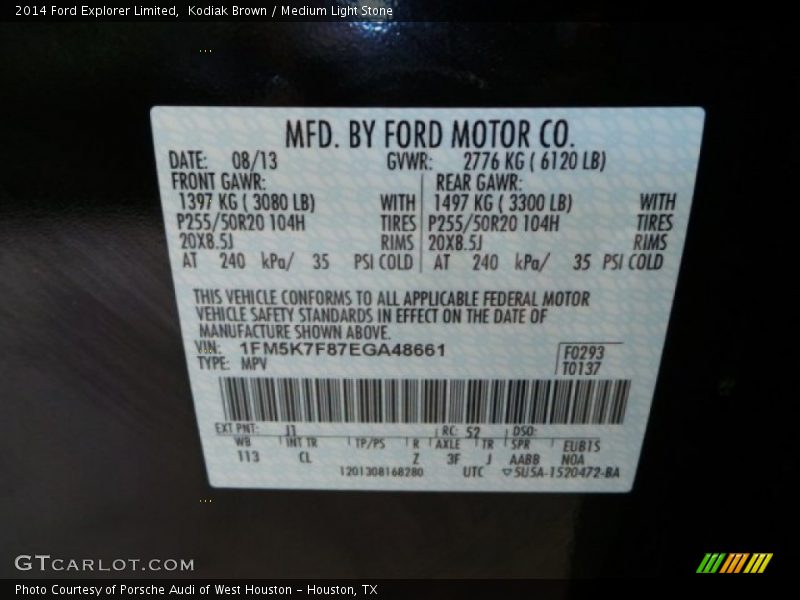 2014 Ford Explorer Limited,  Kodiak Brown / Medium Light Stone
MFD. BY FORD MOTOR CO.
DATE: 08/13 GVWR: 2776 KG ( 6120 LB)
FRONT GAWR: REAR GAWR:
1397 KG ( 3080 LB) WITH 1497 KG ( 3300 LB) WITH
P255/50R20 104H TIRES P255/50R20 104H TIRES
20X8.5J RIMS 20X8.5J RIMS
AT 240 kPa/ 35 PSI COLD AT 240 kPa/ 35 PSI COLD
THIS VEHICLE CONFORMS TO ALL APPLICABLE FEDERAL MOTOR
VEHICLE SAFETY STANDARDS IN EFFECT ON THE DATE OF
MANUFACTURE SHOWN ABOVE.
VIN: 1FM5K7F87EGA48661 F0293
TYPE: MPV T0137
EXT PNT: J1 RC: 52 DSO:
WB INT TR TP/PS R AXLE TR SPR EUB15
113 CL Z 3F J AABB NOA
1201308168280 UTC ▽5U5A-1520472-BA
GTCARLOT.COM
Photo Courtesy of Porsche Audi of West Houston – Houston, TX